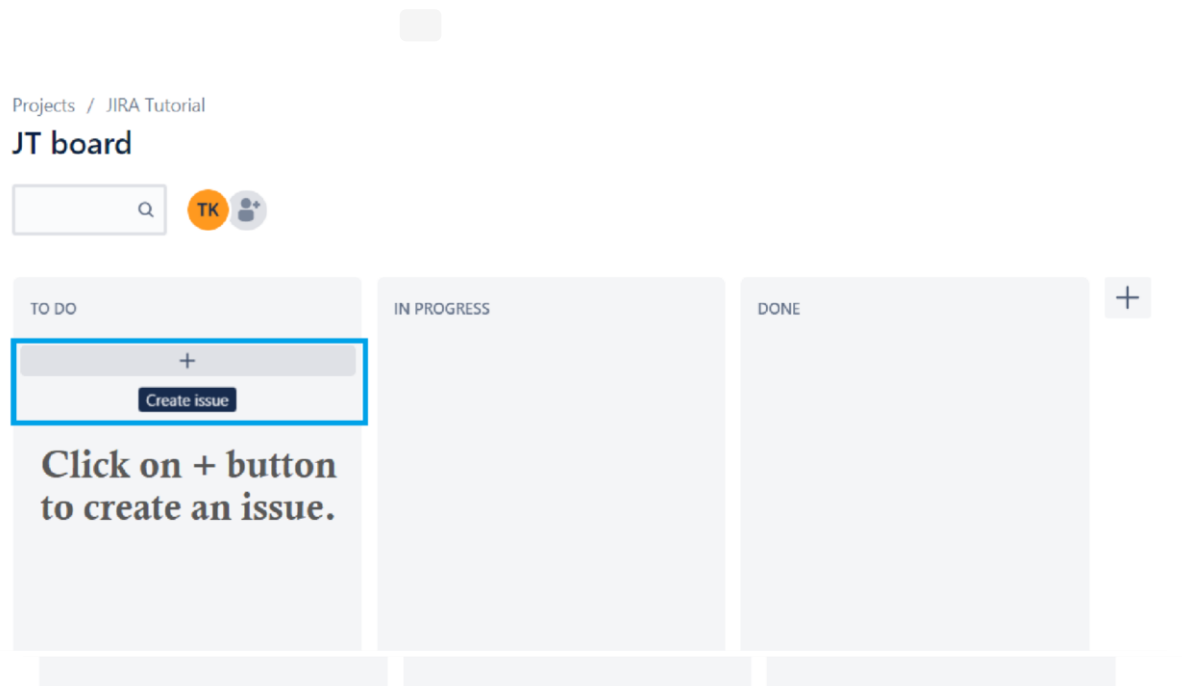 Projects / JIRA Tutorial
JT board
TK
TO DO
IN PROGRESS
DONE
+
+
Create issue
Click on + button
to create an issue.